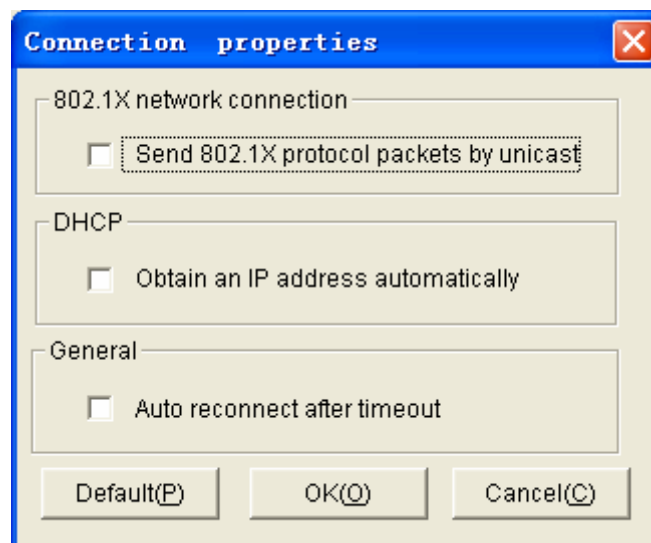 Connection properties
802.1X network connection
Send 802.1X protocol packets by unicast
DHCP
Obtain an IP address automatically
General
Auto reconnect after timeout
Default(P) OK(O) Cancel(C)